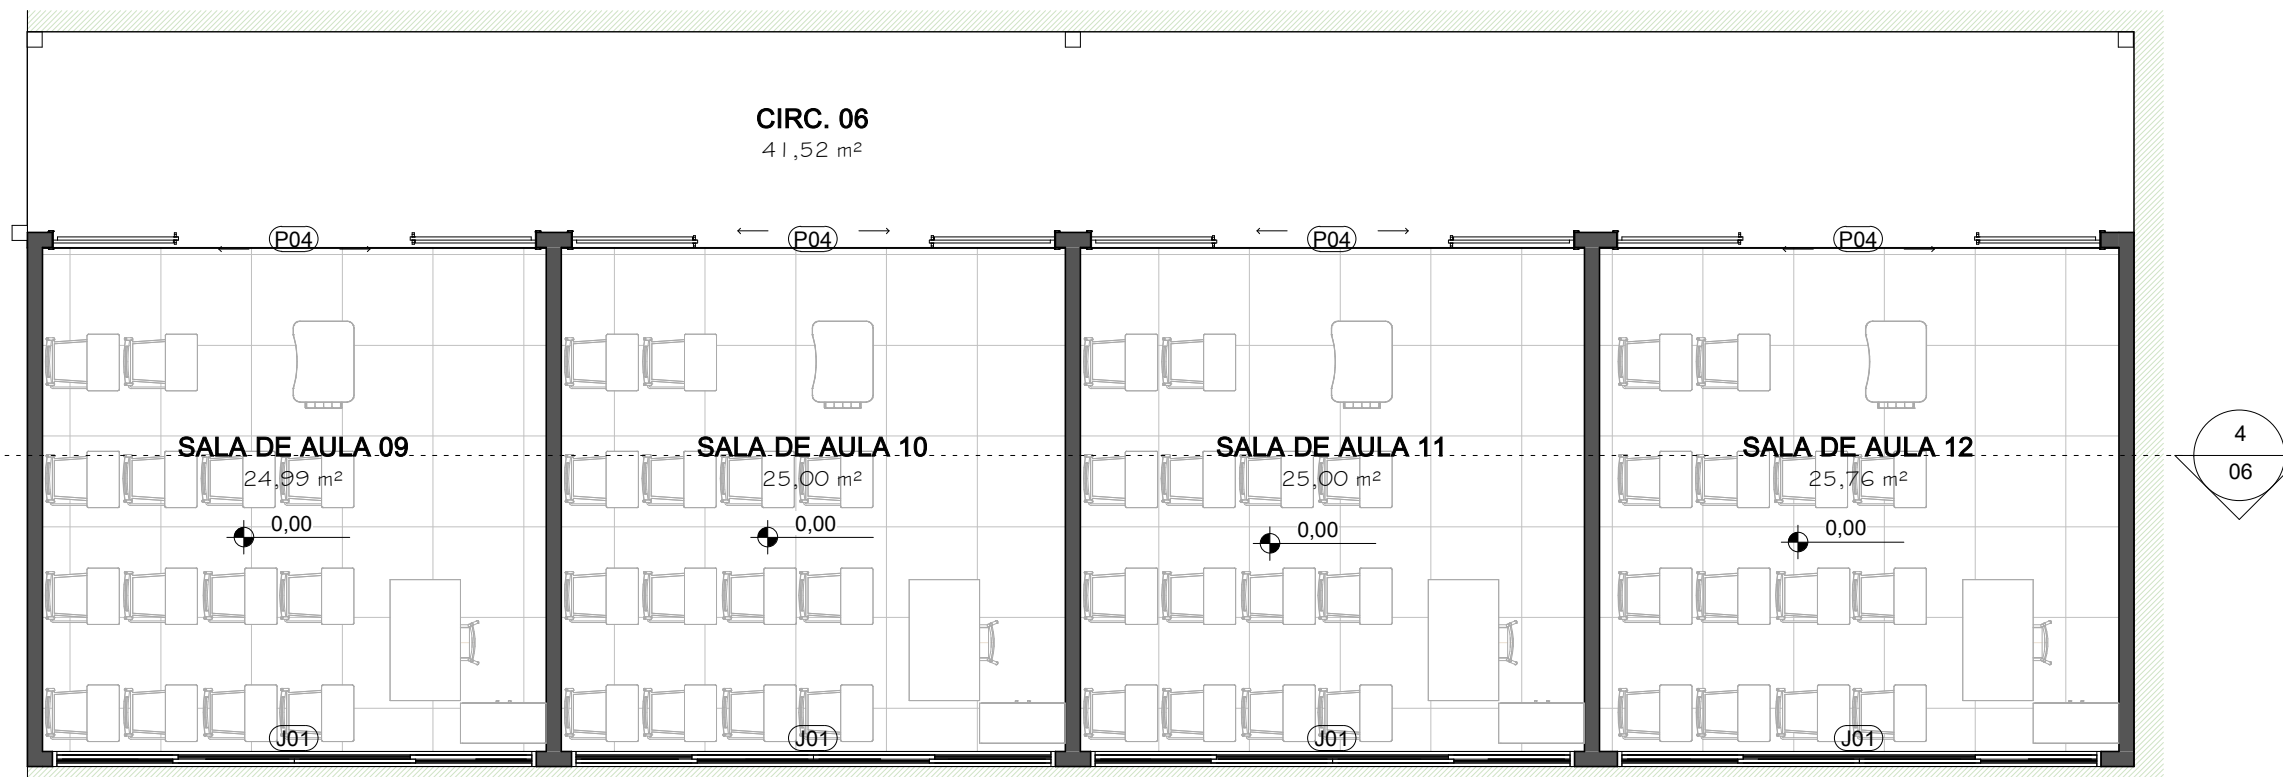 CIRC. 06
41,52 m²
P04
P04
P04
P04
SALA DE AULA 09
24,99 m²
SALA DE AULA 10
25,00 m²
SALA DE AULA 11
25,00 m²
SALA DE AULA 12
25,76 m²
4
06
0,00
0,00
0,00
0,00
J01
J01
J01
J01